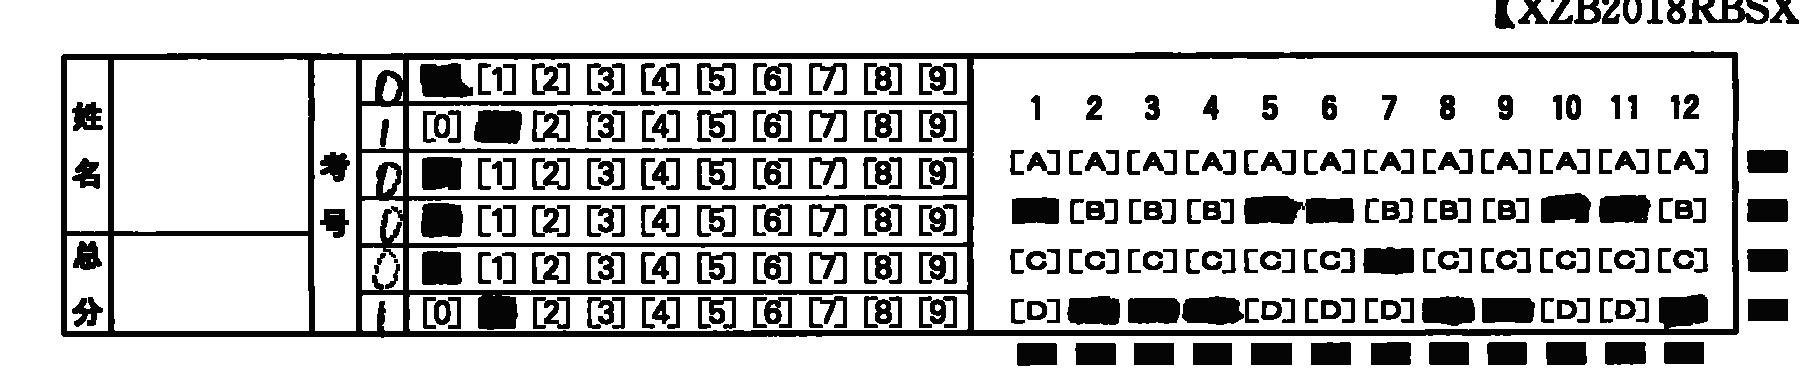 【XZB2018RBSX
姓名
总分
考号
0 [1] [2] [3] [4] [5] [6] [7] [8] [9]
1 [0] [2] [3] [4] [5] [6] [7] [8] [9]
0 [1] [2] [3] [4] [5] [6] [7] [8] [9]
0 [1] [2] [3] [4] [5] [6] [7] [8] [9]
0 [1] [2] [3] [4] [5] [6] [7] [8] [9]
1 [0] [2] [3] [4] [5] [6] [7] [8] [9]
1 2 3 4 5 6 7 8 9 10 11 12
[A] [A] [A] [A] [A] [A] [A] [A] [A] [A] [A] [A]
[B] [B] [B] [B] [B] [B] [B]
[C] [C] [C] [C] [C] [C] [C] [C] [C] [C] [C]
[D] [D] [D] [D] [D] [D]